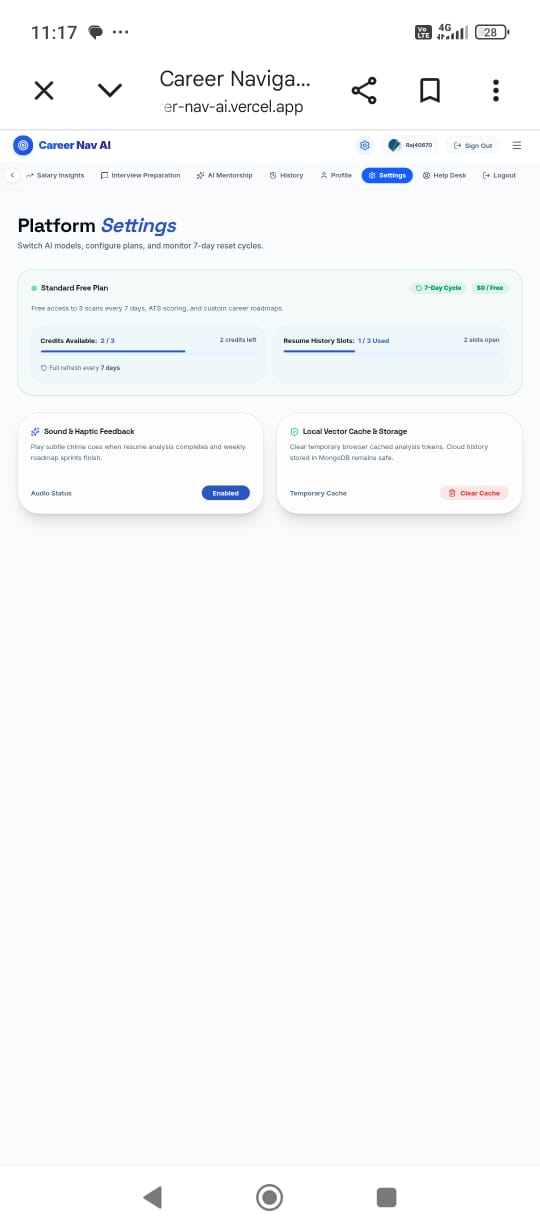 11:17
Vo LTE 4G 28
Career Naviga...
er-nav-ai.vercel.app
Career Nav AI Raj40870 Sign Out
Salary Insights Interview Preparation AI Mentorship History Profile Settings Help Desk Logout
Platform Settings
Switch AI models, configure plans, and monitor 7-day reset cycles.
Standard Free Plan 7-Day Cycle $0 / Free
Free access to 3 scans every 7 days, ATS scoring, and custom career roadmaps.
Credits Available: 2 / 3 2 credits left Resume History Slots: 1 / 3 Used 2 slots open
Full refresh every 7 days
Sound & Haptic Feedback
Play subtle chime cues when resume analysis completes and weekly
roadmap sprints finish.
Audio Status Enabled
Local Vector Cache & Storage
Clear temporary browser cached analysis tokens. Cloud history
stored in MongoDB remains safe.
Temporary Cache Clear Cache